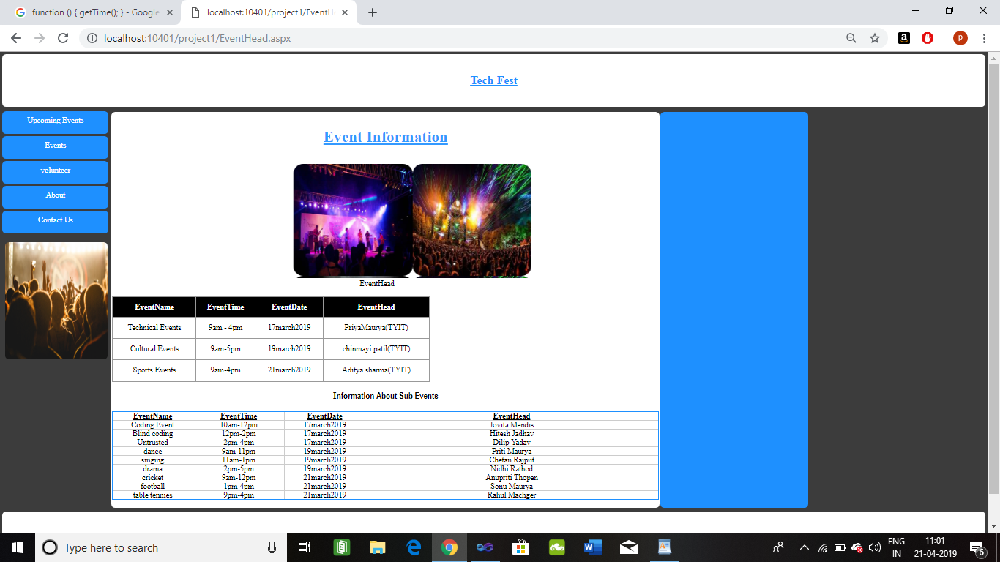 function () { getTime(); } - Google
localhost:10401/project1/EventH
localhost:10401/project1/EventHead.aspx
a
p
Tech Fest
Upcoming Events
Events
volunteer
About
Contact Us
Event Information
EventHead
EventName EventTime EventDate EventHead
Technical Events 9am - 4pm 17march2019 PriyaMaurya(TYIT)
Cultural Events 9am-5pm 19march2019 chinmayi patil(TYIT)
Sports Events 9am-4pm 21march2019 Aditya sharma(TYIT)
Information About Sub Events
EventName EventTime EventDate EventHead
Coding Event 10am-12pm 17march2019 Jovita Mendis
Blind coding 12pm-2pm 17march2019 Hitesh Jadhav
Untrusted 2pm-4pm 17march2019 Dilip Yadav
dance 9am-11pm 19march2019 Priti Maurya
singing 11am-1pm 19march2019 Chetan Rajput
drama 2pm-5pm 19march2019 Nidhi Rathod
cricket 9am-12pm 21march2019 Anupriti Thopen
football 1pm-4pm 21march2019 Sonu Maurya
table tennies 9pm-4pm 21march2019 Rahul Machger
Type here to search
ENG
IN
11:01
21-04-2019
6